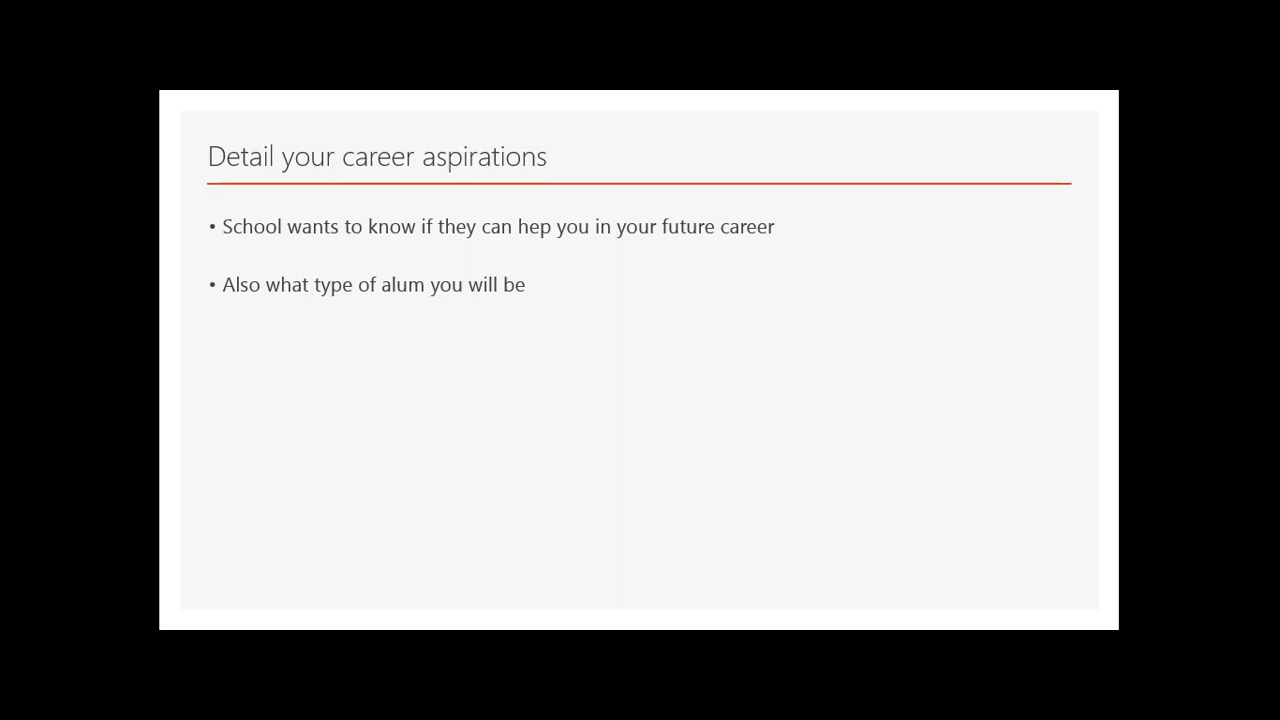 Detail your career aspirations
• School wants to know if they can hep you in your future career
• Also what type of alum you will be